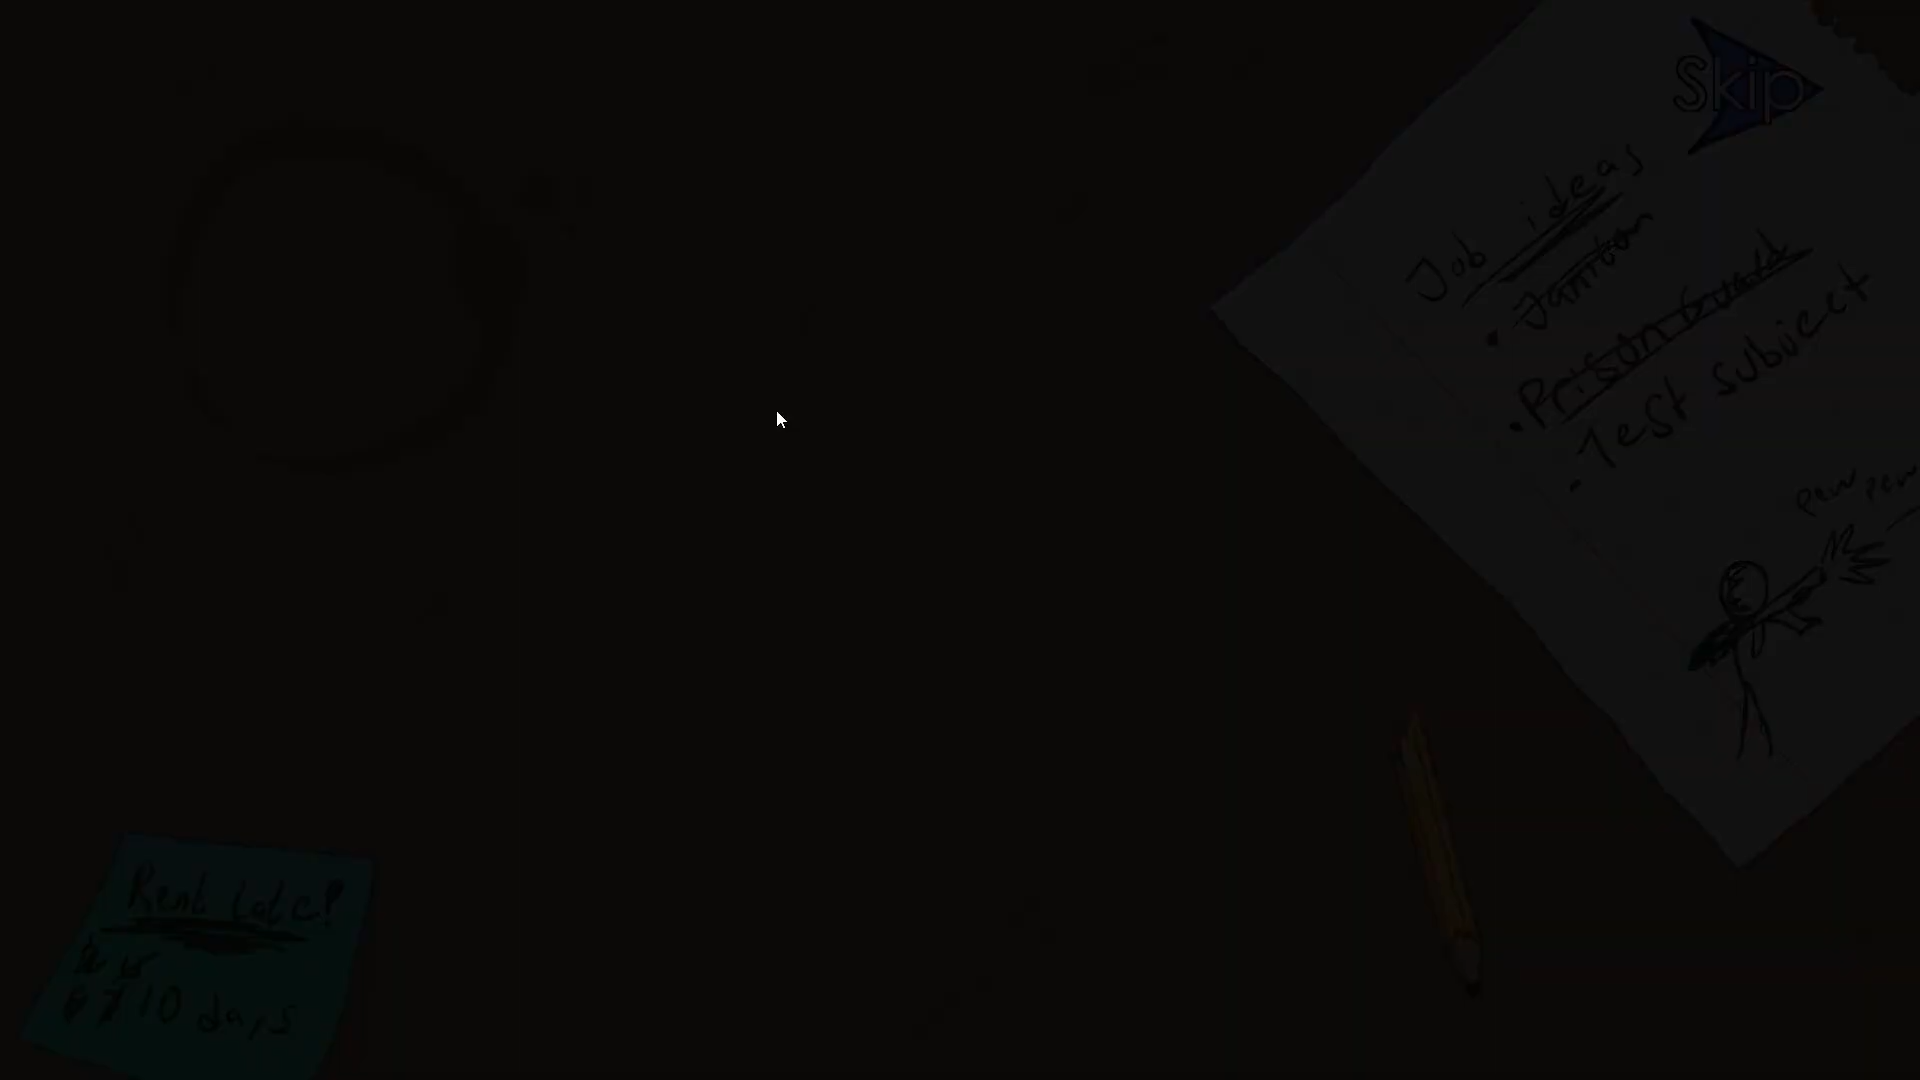 Skip
Job ideas
• Janitor
• Prison Guard
• Test subject
pew pew
Rent late!
10 days